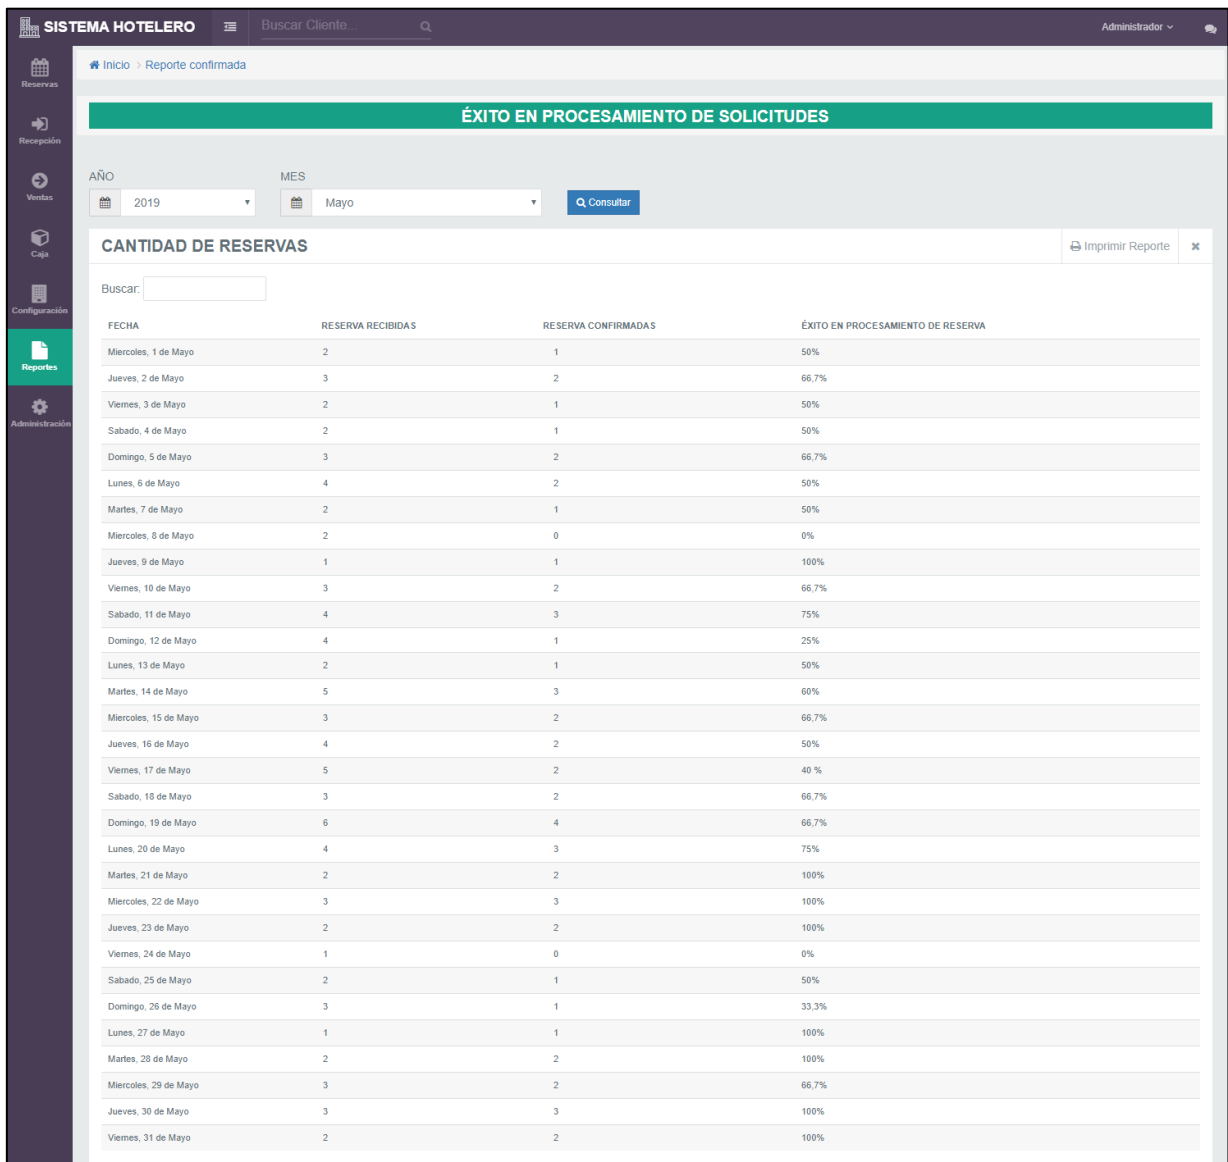 SISTEMA HOTELERO Buscar Cliente... Administrador
Reservas
Recepción
Ventas
Caja
Configuración
Reportes
Administración
Inicio > Reporte confirmada
ÉXITO EN PROCESAMIENTO DE SOLICITUDES
AÑO MES
2019 Mayo Consultar
CANTIDAD DE RESERVAS Imprimir Reporte
Buscar:
FECHA RESERVA RECIBIDAS RESERVA CONFIRMADAS ÉXITO EN PROCESAMIENTO DE RESERVA
Miercoles, 1 de Mayo 2 1 50%
Jueves, 2 de Mayo 3 2 66,7%
Viernes, 3 de Mayo 2 1 50%
Sabado, 4 de Mayo 2 1 50%
Domingo, 5 de Mayo 3 2 66,7%
Lunes, 6 de Mayo 4 2 50%
Martes, 7 de Mayo 2 1 50%
Miercoles, 8 de Mayo 2 0 0%
Jueves, 9 de Mayo 1 1 100%
Viernes, 10 de Mayo 3 2 66,7%
Sabado, 11 de Mayo 4 3 75%
Domingo, 12 de Mayo 4 1 25%
Lunes, 13 de Mayo 2 1 50%
Martes, 14 de Mayo 5 3 60%
Miercoles, 15 de Mayo 3 2 66,7%
Jueves, 16 de Mayo 4 2 50%
Viernes, 17 de Mayo 5 2 40 %
Sabado, 18 de Mayo 3 2 66,7%
Domingo, 19 de Mayo 6 4 66,7%
Lunes, 20 de Mayo 4 3 75%
Martes, 21 de Mayo 2 2 100%
Miercoles, 22 de Mayo 3 3 100%
Jueves, 23 de Mayo 2 2 100%
Viernes, 24 de Mayo 1 0 0%
Sabado, 25 de Mayo 2 1 50%
Domingo, 26 de Mayo 3 1 33,3%
Lunes, 27 de Mayo 1 1 100%
Martes, 28 de Mayo 2 2 100%
Miercoles, 29 de Mayo 3 2 66,7%
Jueves, 30 de Mayo 3 3 100%
Viernes, 31 de Mayo 2 2 100%